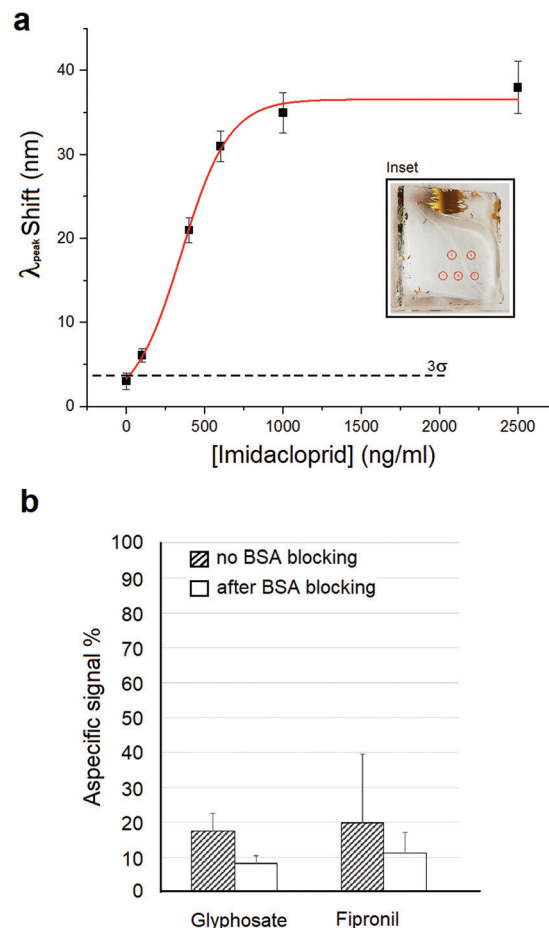 a
λpeak Shift (nm)
40
30
20
10
0
Inset
3σ
0 500 1000 1500 2000 2500
[Imidacloprid] (ng/ml)
b
Aspecific signal %
100
90
80
70
60
50
40
30
20
10
0
no BSA blocking
after BSA blocking
Glyphosate Fipronil